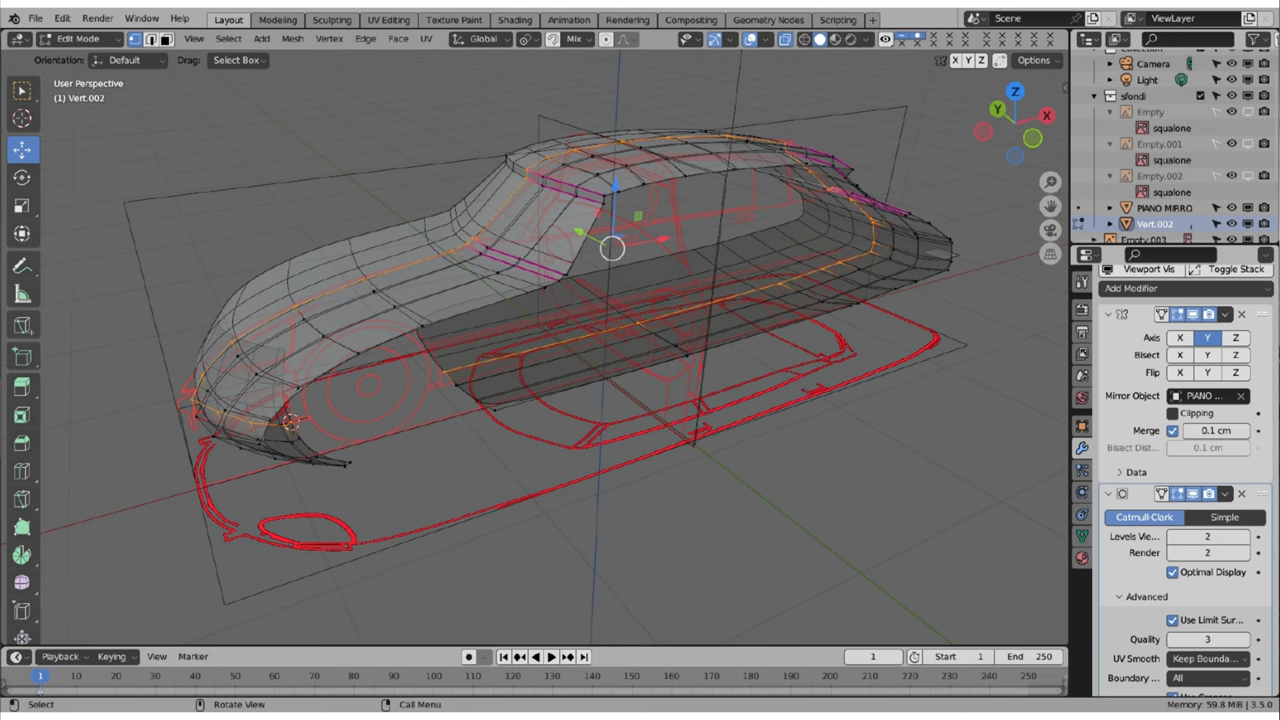 File Edit Render Window Help Layout Modeling Sculpting UV Editing Texture Paint Shading Animation Rendering Compositing Geometry Nodes Scripting + Scene ViewLayer
Edit Mode View Select Add Mesh Vertex Edge Face UV Global Mix
Orientation: Default Drag: Select Box X Y Z Options
User Perspective
(1) Vert.002
Z
Y
X
Camera
Light
sfondi
Empty
squalone
Empty.001
squalone
Empty.002
squalone
PIANO MIRRO
Vert.002
Empty.003
Viewport Vis Toggle Stack
Add Modifier
Axis X Y Z
Bisect X Y Z
Flip X Y Z
Mirror Object PIANO ...
Clipping
Merge 0.1 cm
Bisect Dist... 0.1 cm
Data
Catmull-Clark Simple
Levels Vie... 2
Render 2
Optimal Display
Advanced
Use Limit Sur...
Quality 3
UV Smooth Keep Bounda...
Boundary ... All
Playback Keying View Marker 1 Start 1 End 250
1 10 20 30 40 50 60 70 80 90 100 110 120 130 140 150 160 170 180 190 200 210 220 230 240 250
Select Rotate View Call Menu Memory: 59.8 MiB | 3.5.0